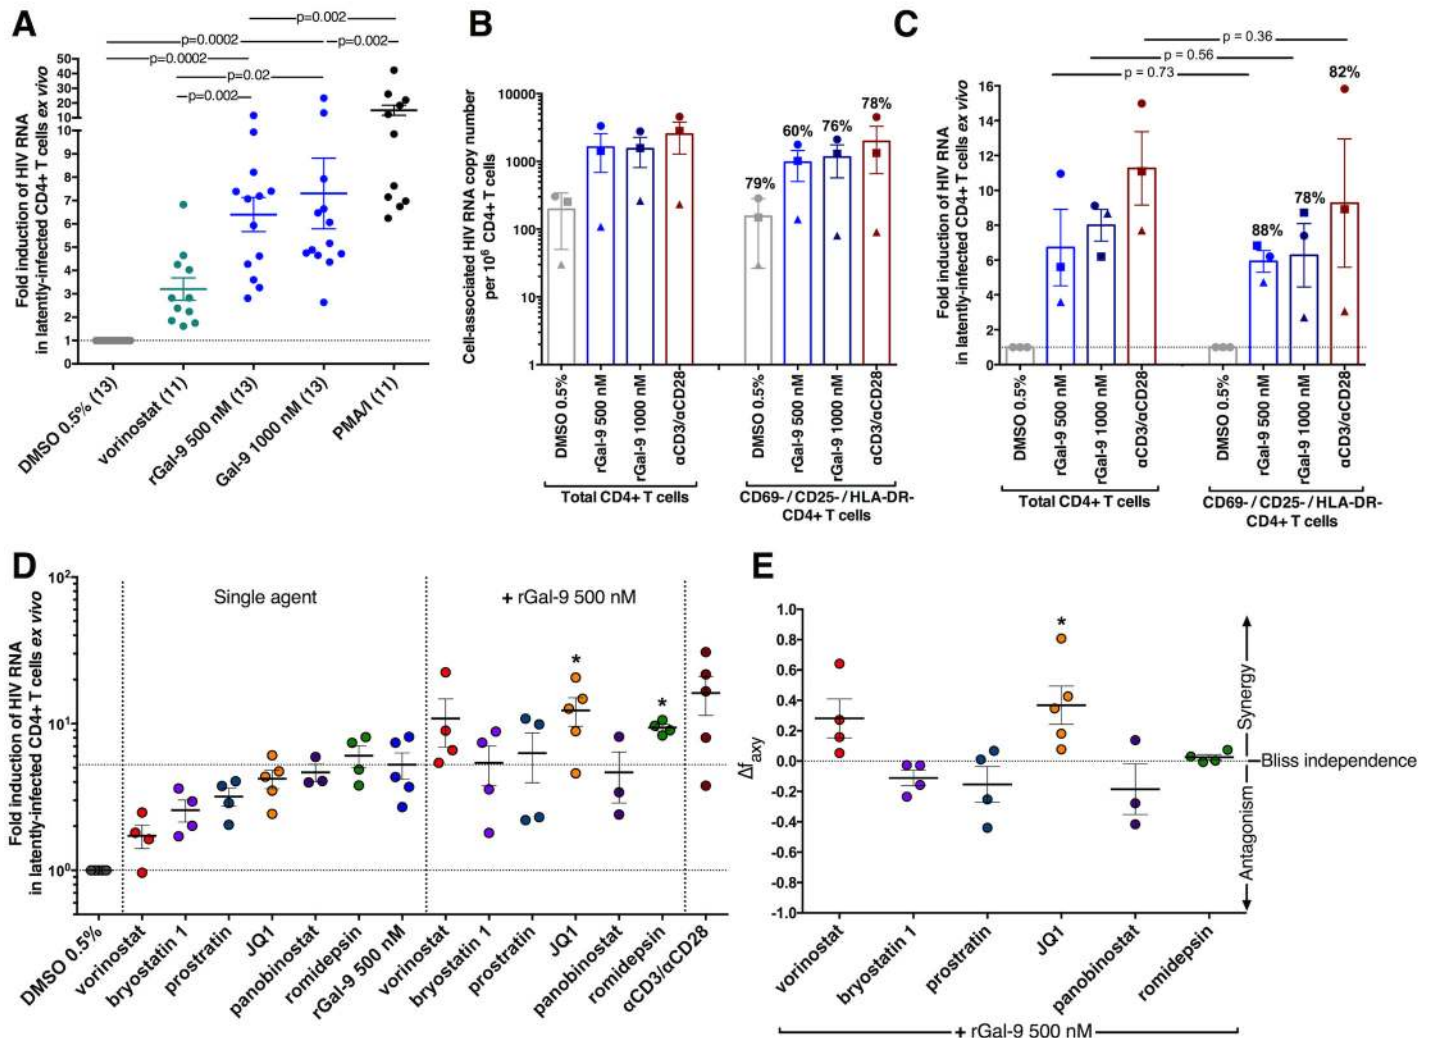 A
p=0.002
p=0.0002
p=0.002
p=0.0002
p=0.02
p=0.002
Fold induction of HIV RNA
in latently-infected CD4+ T cells ex vivo
50
40
30
20
10
10
9
8
7
6
5
4
3
2
1
0
DMSO 0.5% (13)
vorinostat (11)
rGal-9 500 nM (13)
Gal-9 1000 nM (13)
PMA/I (11)
B
Cell-associated HIV RNA copy number
per 10⁶ CD4+ T cells
10000
1000
100
10
1
79%
60%
76%
78%
DMSO 0.5%
rGal-9 500 nM
rGal-9 1000 nM
αCD3/αCD28
DMSO 0.5%
rGal-9 500 nM
rGal-9 1000 nM
αCD3/αCD28
Total CD4+ T cells
CD69-/CD25-/HLA-DR-
CD4+ T cells
C
p = 0.36
p = 0.56
p = 0.73
Fold induction of HIV RNA
in latently-infected CD4+ T cells ex vivo
16
14
12
10
8
6
4
2
0
88%
78%
82%
DMSO 0.5%
rGal-9 500 nM
rGal-9 1000 nM
αCD3/αCD28
DMSO 0.5%
rGal-9 500 nM
rGal-9 1000 nM
αCD3/αCD28
Total CD4+ T cells
CD69-/CD25-/HLA-DR-
CD4+ T cells
D
Fold induction of HIV RNA
in latently-infected CD4+ T cells ex vivo
10²
10¹
10⁰
Single agent
+ rGal-9 500 nM
*
*
DMSO 0.5%
vorinostat
bryostatin 1
prostratin
JQ1
panobinostat
romidepsin
rGal-9 500 nM
vorinostat
bryostatin 1
prostratin
JQ1
panobinostat
romidepsin
αCD3/αCD28
E
Δfaxy
1.0
0.8
0.6
0.4
0.2
0.0
-0.2
-0.4
-0.6
-0.8
-1.0
*
Synergy
Bliss independence
Antagonism
vorinostat
bryostatin 1
prostratin
JQ1
panobinostat
romidepsin
+ rGal-9 500 nM